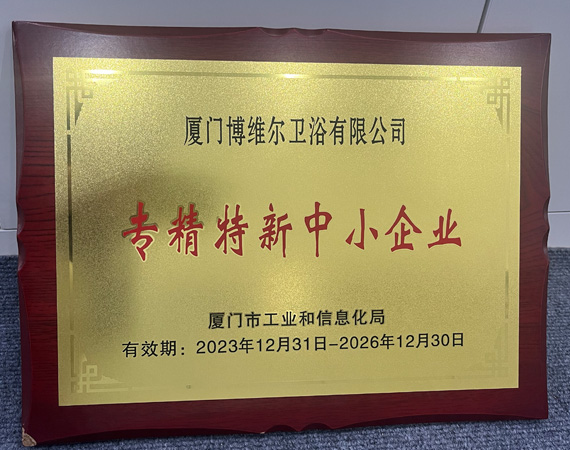 厦门博维尔卫浴有限公司
专精特新中小企业
厦门市工业和信息化局
有效期：2023年12月31日-2026年12月30日